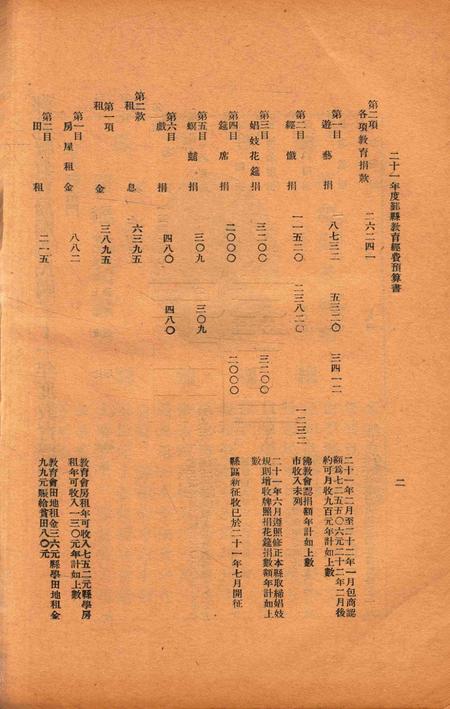 二十一年度鄞縣教育經費預算書
二
第二項
各項教育捐款 二六二四一
第一目
遊藝捐 八七三二 五三二〇 三四一二
二十一年二月至二十二年一月包商認
額爲七二五五〇六元二十二年二月後
約可月收九百元年計如上數
第二目
經懺捐 一一五二〇 二三八二〇 一二三二
佛教會認捐額年計如上數
市收入未列
第三目
娼妓花筵捐 三二〇〇 三二〇〇
二十一年六月遵照修正本縣取締娼妓
規則增收牌照捐花筵捐數額年計如上
數
第四目
筵席捐 二〇〇〇 二〇〇〇
縣區新征收已於二十一年七月開征
第五目
螟蜅捐 三〇九 三〇九
第六目
戲捐 四八〇 四八〇
第二款
租息 六三九五
第一項
租金 三八九五
第一目
房屋租金 八八二
教育會房租年可收入七五二元縣學房
租年可收入一三〇元年計如上數
第二目
田租 二一五
教育會田地租金三六元縣學田地租金
九九元賑給貧田八〇元